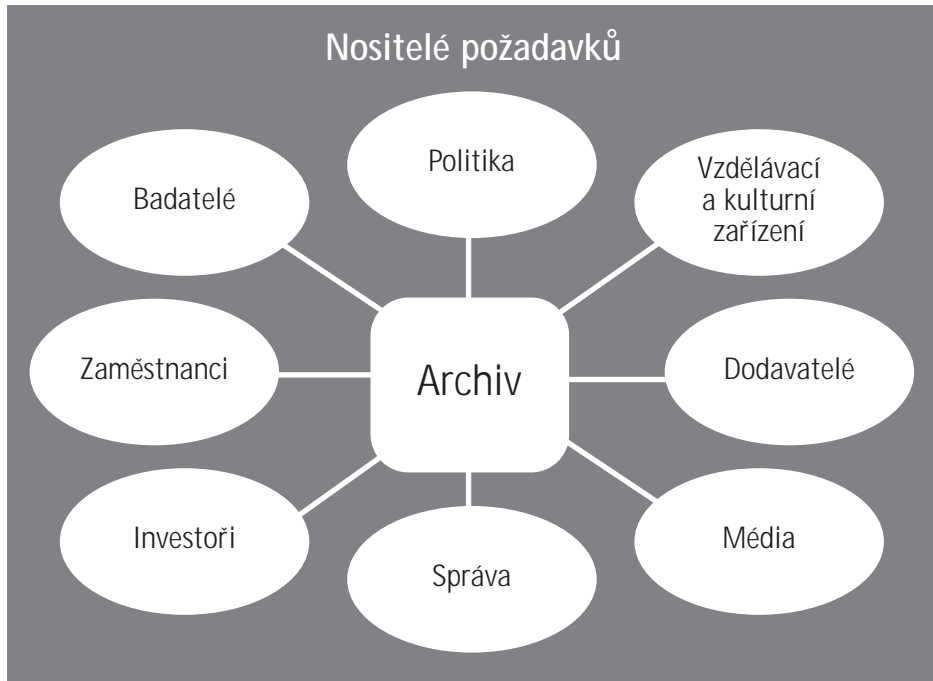 Nositelé požadavků
Politika
Badatelé
Vzdělávací
a kulturní
zařízení
Zaměstnanci
Archiv
Dodavatelé
Investoři
Média
Správa